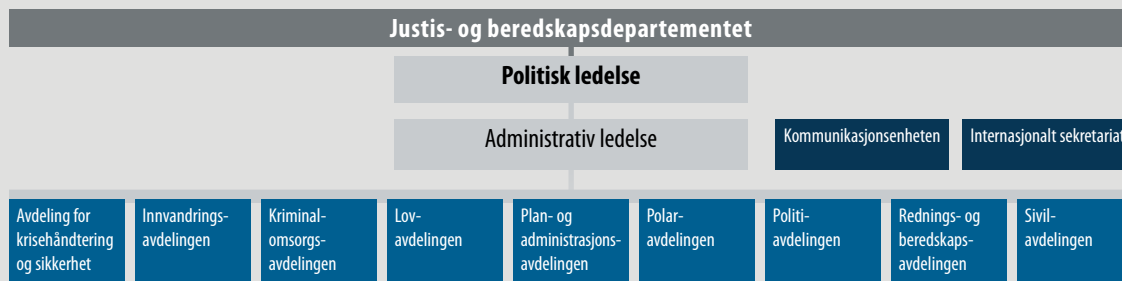 Justis- og beredskapsdepartementet
Politisk ledelse
Administrativ ledelse
Kommunikasjonsenheten
Internasjonalt sekretariat
Avdeling for
krisehåndtering
og sikkerhet
Innvandrings-
avdelingen
Kriminal-
omsorgs-
avdelingen
Lov-
avdelingen
Plan- og
administrasjons-
avdelingen
Polar-
avdelingen
Politi-
avdelingen
Rednings- og
beredskaps-
avdelingen
Sivil-
avdelingen